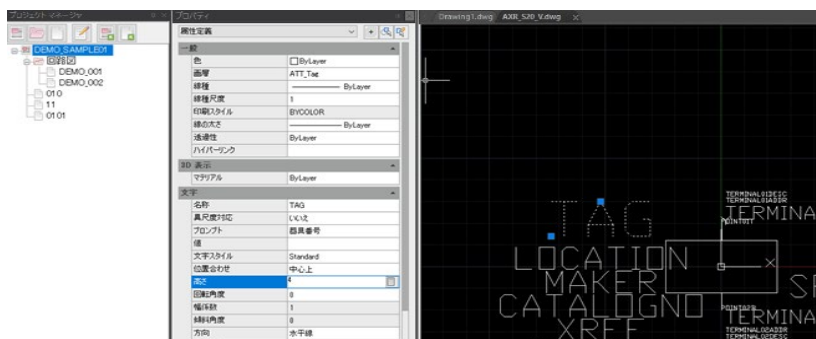 プロジェクト マネージャ
DEMO_SAMPLE01
回路図
DEMO_001
DEMO_002
010
11
0101
プロパティ
属性定義
一般
色 ByLayer
画層 ATT_Tag
線種 ByLayer
線種尺度 1
印刷スタイル BYCOLOR
線の太さ ByLayer
透過性 ByLayer
ハイパーリンク
3D 表示
マテリアル ByLayer
文字
名称 TAG
異尺度対応 いいえ
プロンプト 器具番号
値
文字スタイル Standard
位置合わせ 中心上
高さ 4
回転角度 0
幅係数 1
傾斜角度 0
方向 水平線
Drawing1.dwg AXR_S20_V.dwg
TERMINAL01DESC
TERMINAL01ADDR
TERMINA
TAG
LOCATION
MAKER
CATALOGNO
XREF
X
TERMINA
TERMINAL02ADDR
TERMINAL02DESC